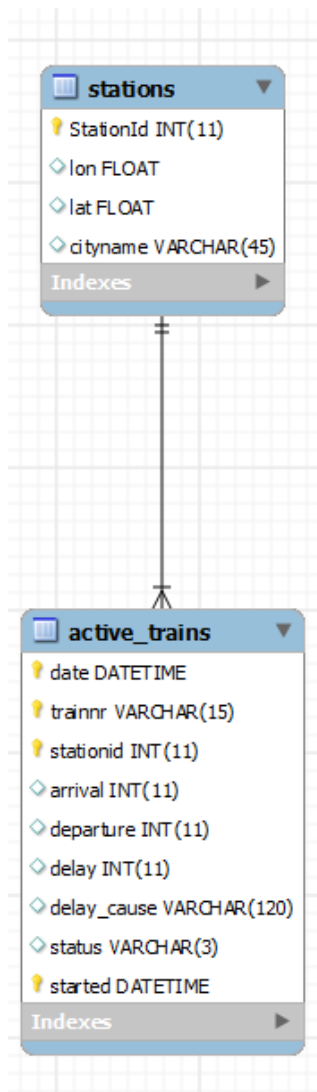 stations
StationId INT(11)
lon FLOAT
lat FLOAT
cityname VARCHAR(45)
Indexes
active_trains
date DATETIME
trainnr VARCHAR(15)
stationid INT(11)
arrival INT(11)
departure INT(11)
delay INT(11)
delay_cause VARCHAR(120)
status VARCHAR(3)
started DATETIME
Indexes